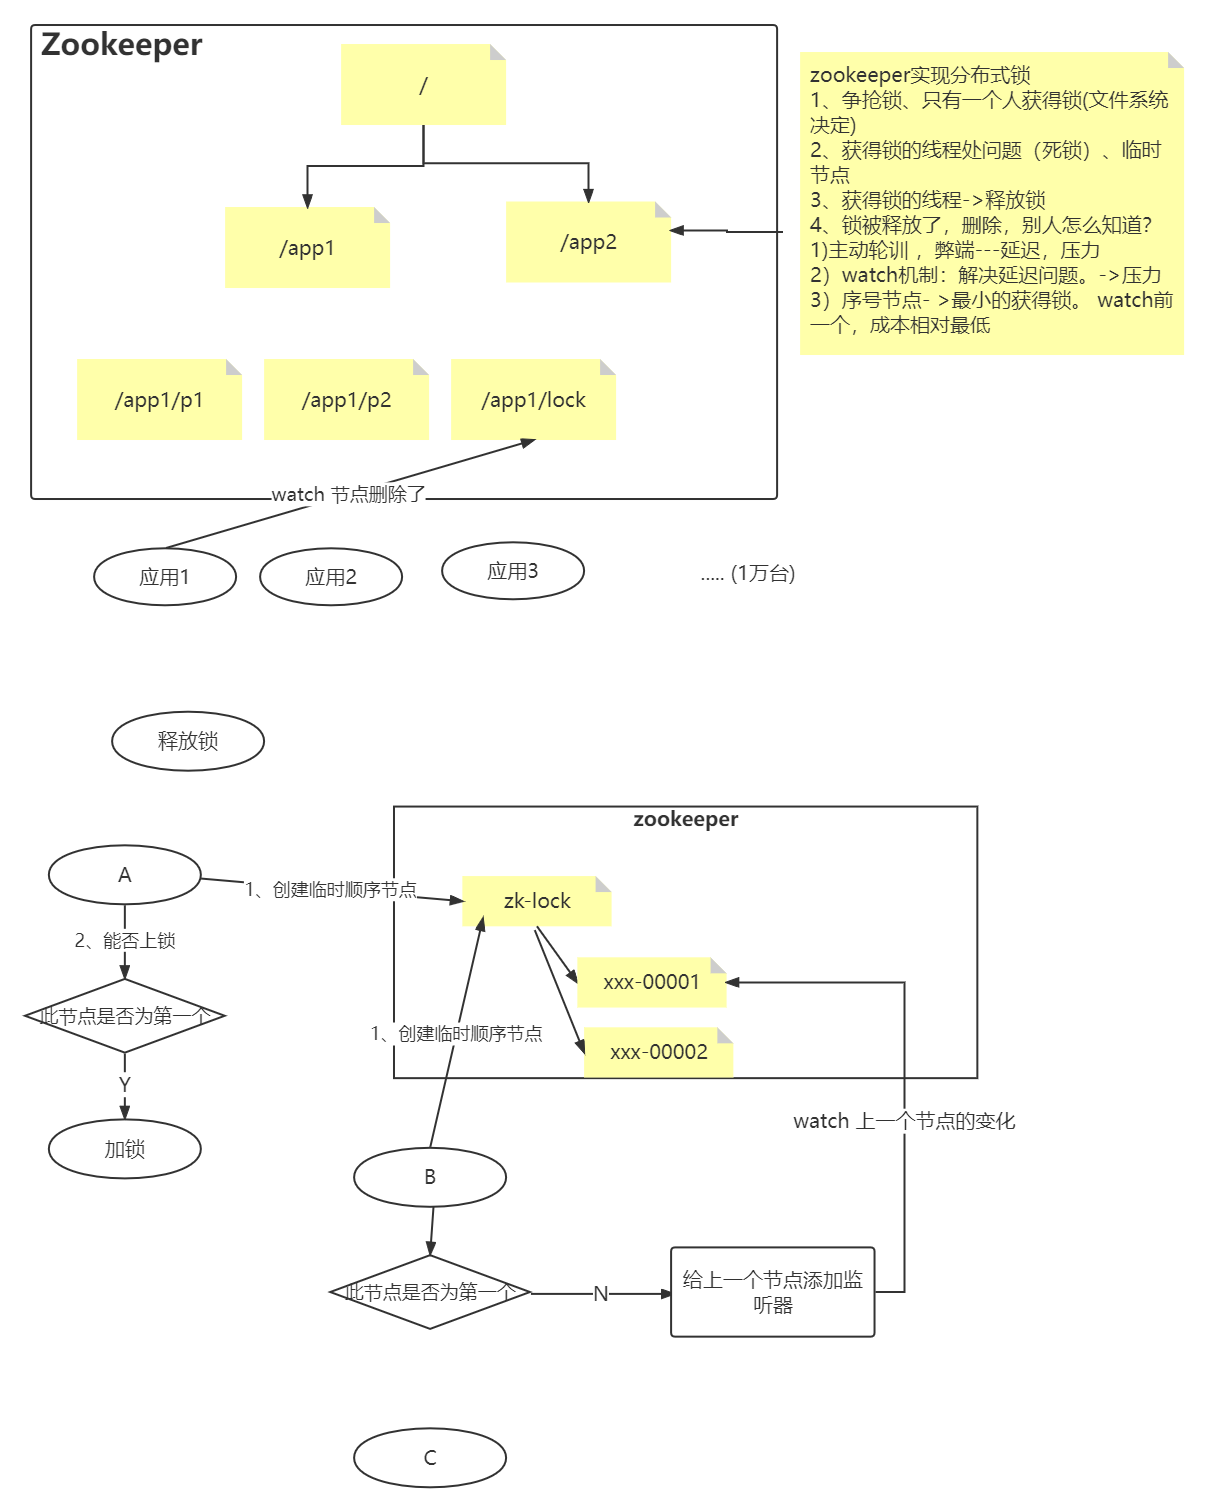 Zookeeper
/
/app1
/app2
/app1/p1
/app1/p2
/app1/lock
watch 节点删除了
zookeeper实现分布式锁
1、争抢锁、只有一个人获得锁(文件系统
决定)
2、获得锁的线程处问题（死锁）、临时
节点
3、获得锁的线程->释放锁
4、锁被释放了，删除，别人怎么知道？
1)主动轮训 ，弊端---延迟，压力
2）watch机制：解决延迟问题。->压力
3）序号节点- >最小的获得锁。 watch前
一个，成本相对最低
应用1
应用2
应用3
..... (1万台)
释放锁
zookeeper
A
1、创建临时顺序节点
zk-lock
2、能否上锁
xxx-00001
此节点是否为第一个
1、创建临时顺序节点
xxx-00002
Y
watch 上一个节点的变化
加锁
B
此节点是否为第一个
N
给上一个节点添加监
听器
C